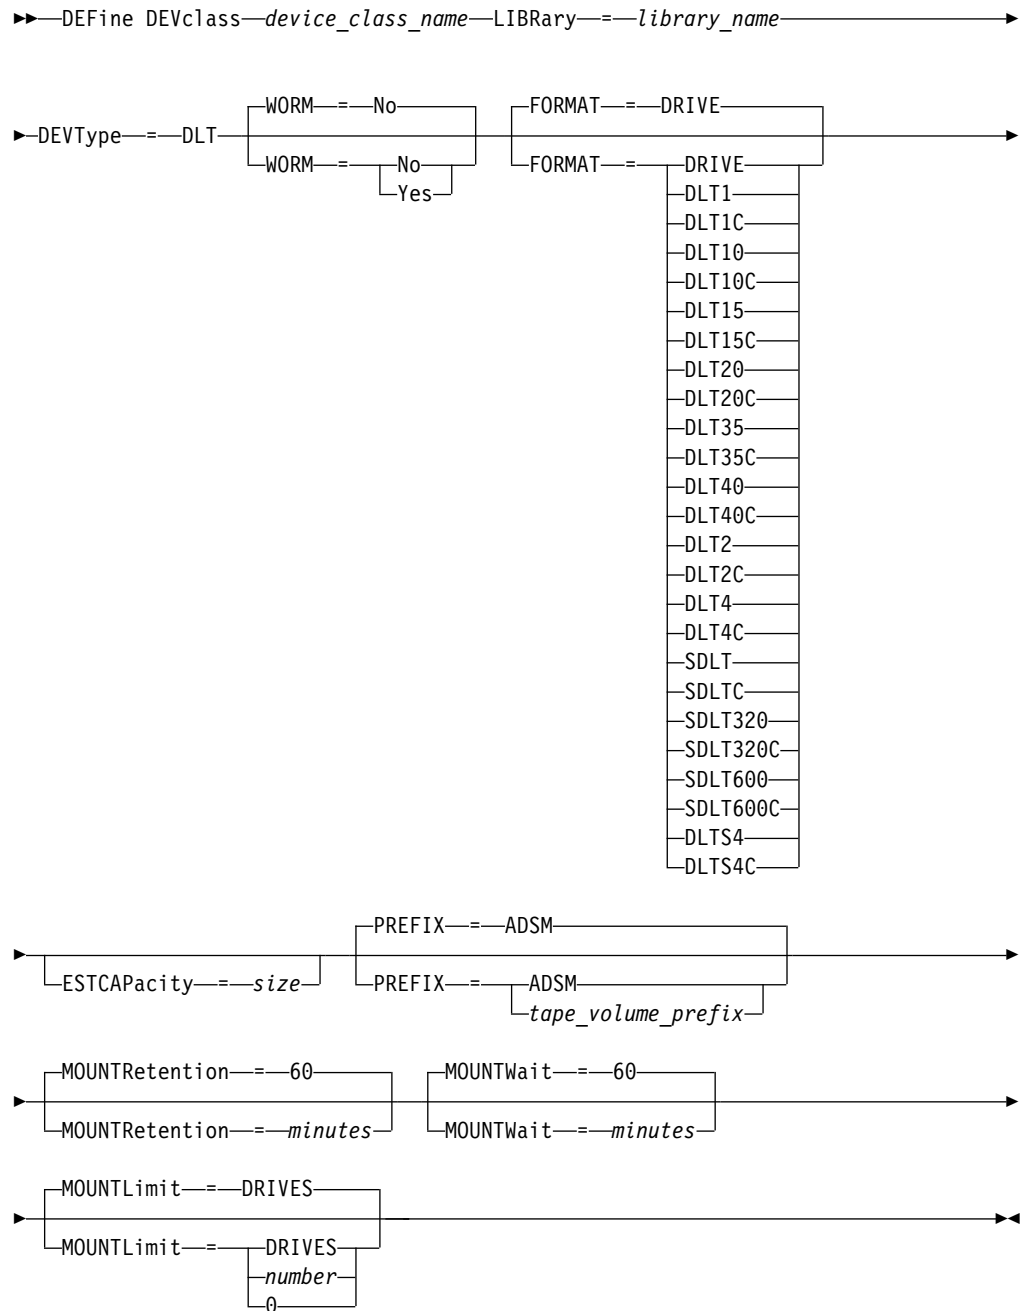 DEFine DEVclass device_class_name LIBRary = library_name
WORM = No FORMAT = DRIVE
DEVType = DLT
WORM = No FORMAT = DRIVE
Yes DLT1
DLT1C
DLT10
DLT10C
DLT15
DLT15C
DLT20
DLT20C
DLT35
DLT35C
DLT40
DLT40C
DLT2
DLT2C
DLT4
DLT4C
SDLT
SDLTC
SDLT320
SDLT320C
SDLT600
SDLT600C
DLTS4
DLTS4C
PREFIX = ADSM
ESTCAPacity = size PREFIX = ADSM
tape_volume_prefix
MOUNTRetention = 60 MOUNTWait = 60
MOUNTRetention = minutes MOUNTWait = minutes
MOUNTLimit = DRIVES
MOUNTLimit = DRIVES
number
0